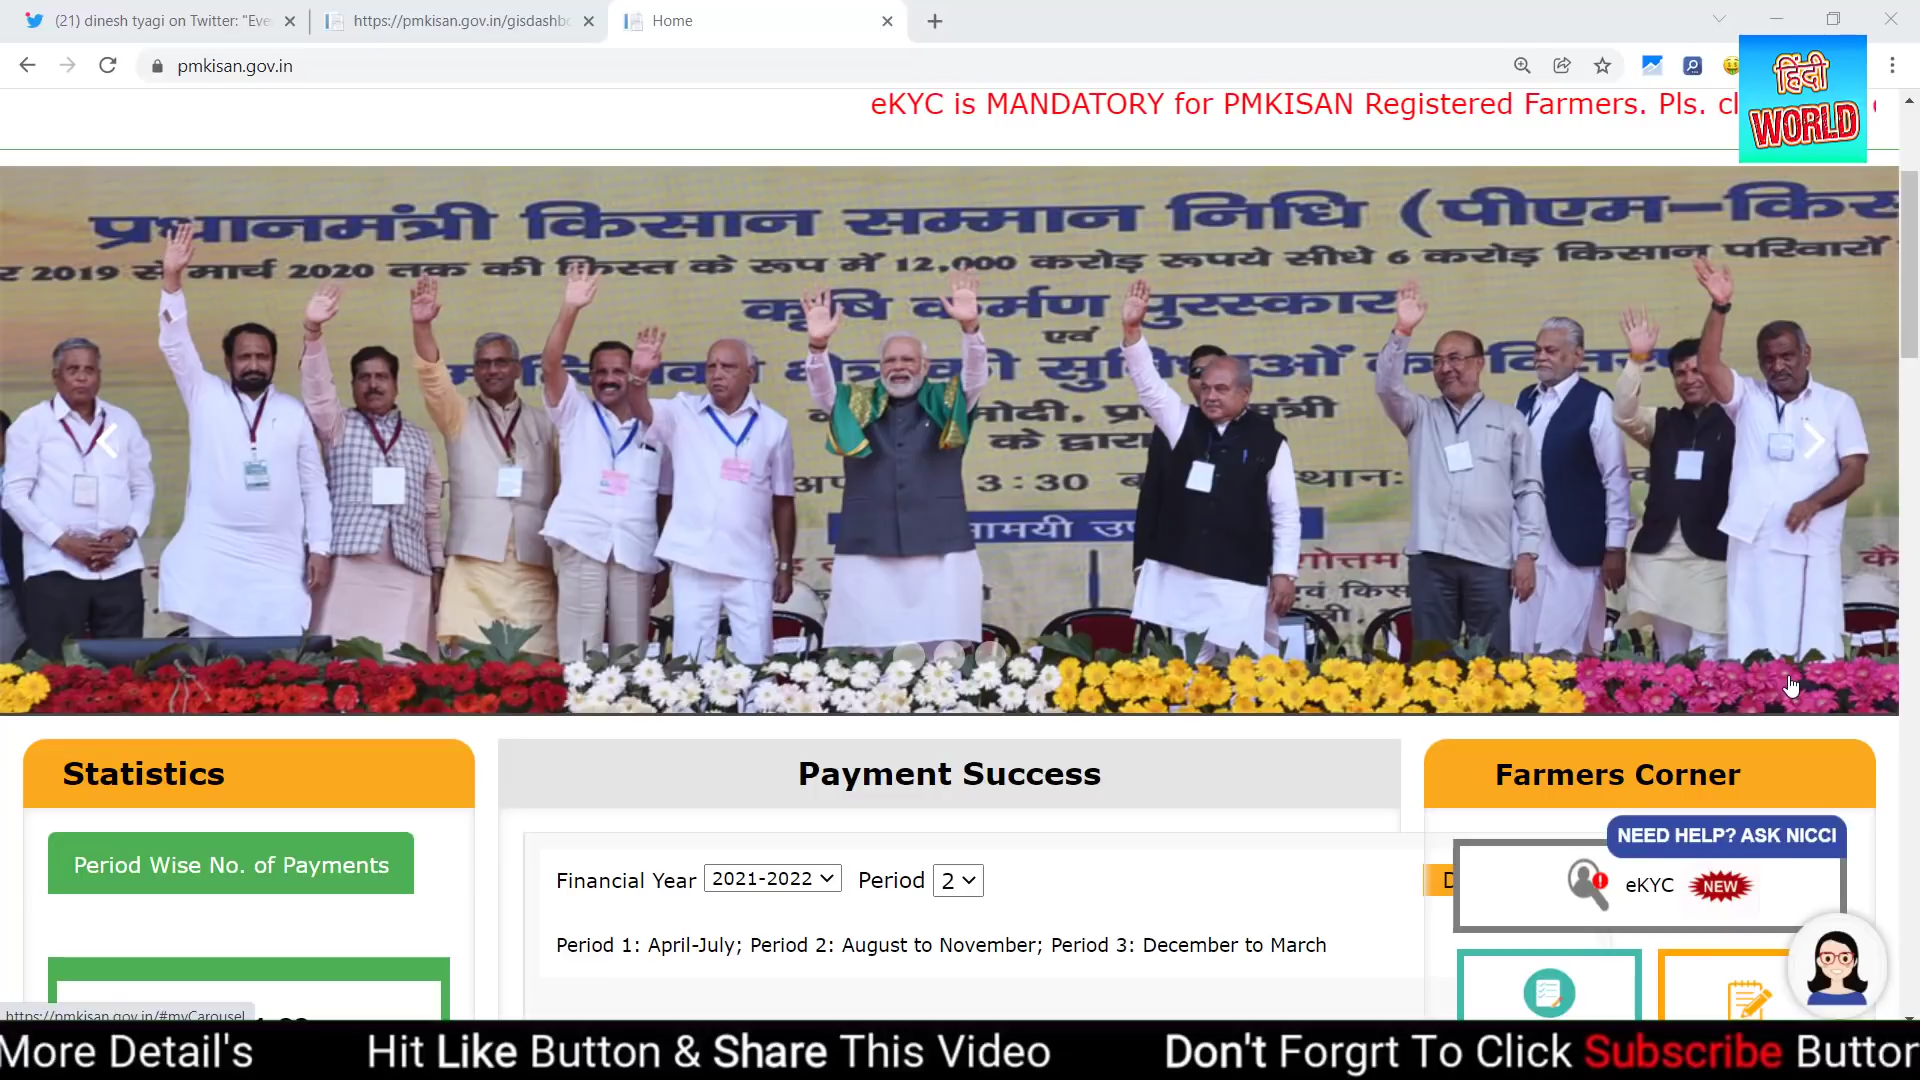 (21) dinesh tyagi on Twitter: "Eve
https://pmkisan.gov.in/gisdashb
Home
pmkisan.gov.in
eKYC is MANDATORY for PMKISAN Registered Farmers. Pls. cl
हिंदी
WORLD
प्रधानमंत्री किसान सम्मान निधि (पीएम-किस
र 2019 से मार्च 2020 तक की किस्त के रूप में 12,000 करोड़ रूपये सीधे 6 करोड़ किसान परिवारों
कृषि कर्मण पुरस्कार
एवं
की सुविधाओं का
मोदी, प्र
के द्वारा
3:30
स्थान:
Statistics
Payment Success
Farmers Corner
Period Wise No. of Payments
Financial Year 2021-2022 Period 2
NEED HELP? ASK NICCI
eKYC NEW
Period 1: April-July; Period 2: August to November; Period 3: December to March
https://pmkisan.gov.in/#myCarousel
More Detail's Hit Like Button & Share This Video Don't Forgrt To Click Subscribe Button